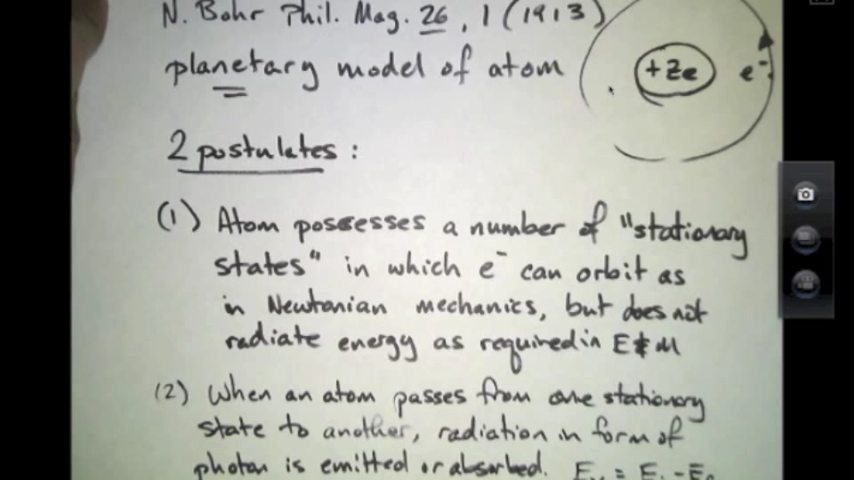 N. Bohr Phil. Mag. 26, 1 (1913)
planetary model of atom
+Ze e-
2 postulates :
(1) Atom possesses a number of "stationary
states" in which e- can orbit as
in Newtonian mechanics, but does not
radiate energy as required in E&M
(2) When an atom passes from one stationary
state to another, radiation in form of
photon is emitted or absorbed.